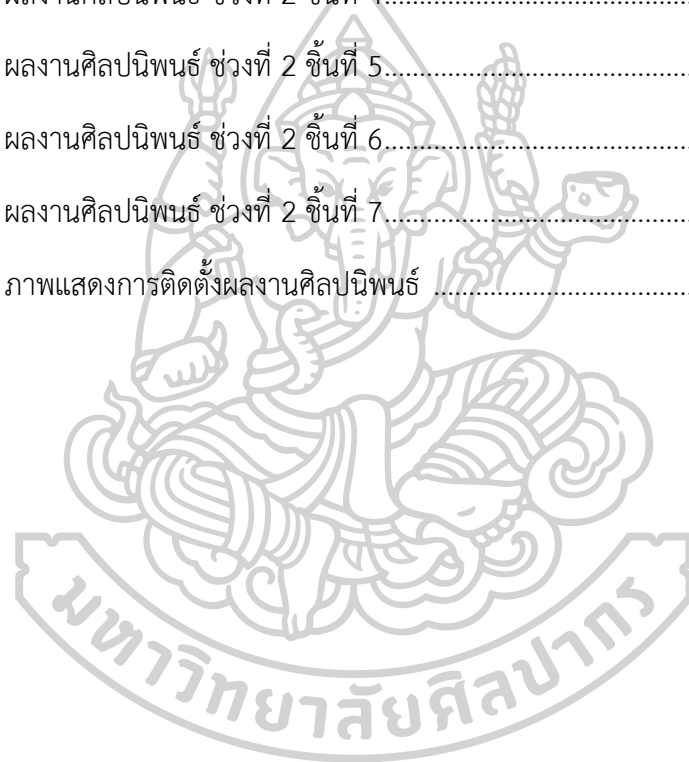 ผลงานศิลปนิพนธ์ ช่วงที่ 2 ชิ้นที่ 5
ผลงานศิลปนิพนธ์ ช่วงที่ 2 ชิ้นที่ 6
ผลงานศิลปนิพนธ์ ช่วงที่ 2 ชิ้นที่ 7
ภาพแสดงการติดตั้งผลงานศิลปนิพนธ์
มหาวิทยาลัยศิลปากร